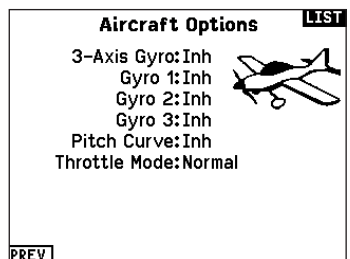 Aircraft Options
LIST
3-Axis Gyro:Inh
Gyro 1:Inh
Gyro 2:Inh
Gyro 3:Inh
Pitch Curve:Inh
Throttle Mode:Normal
PREV